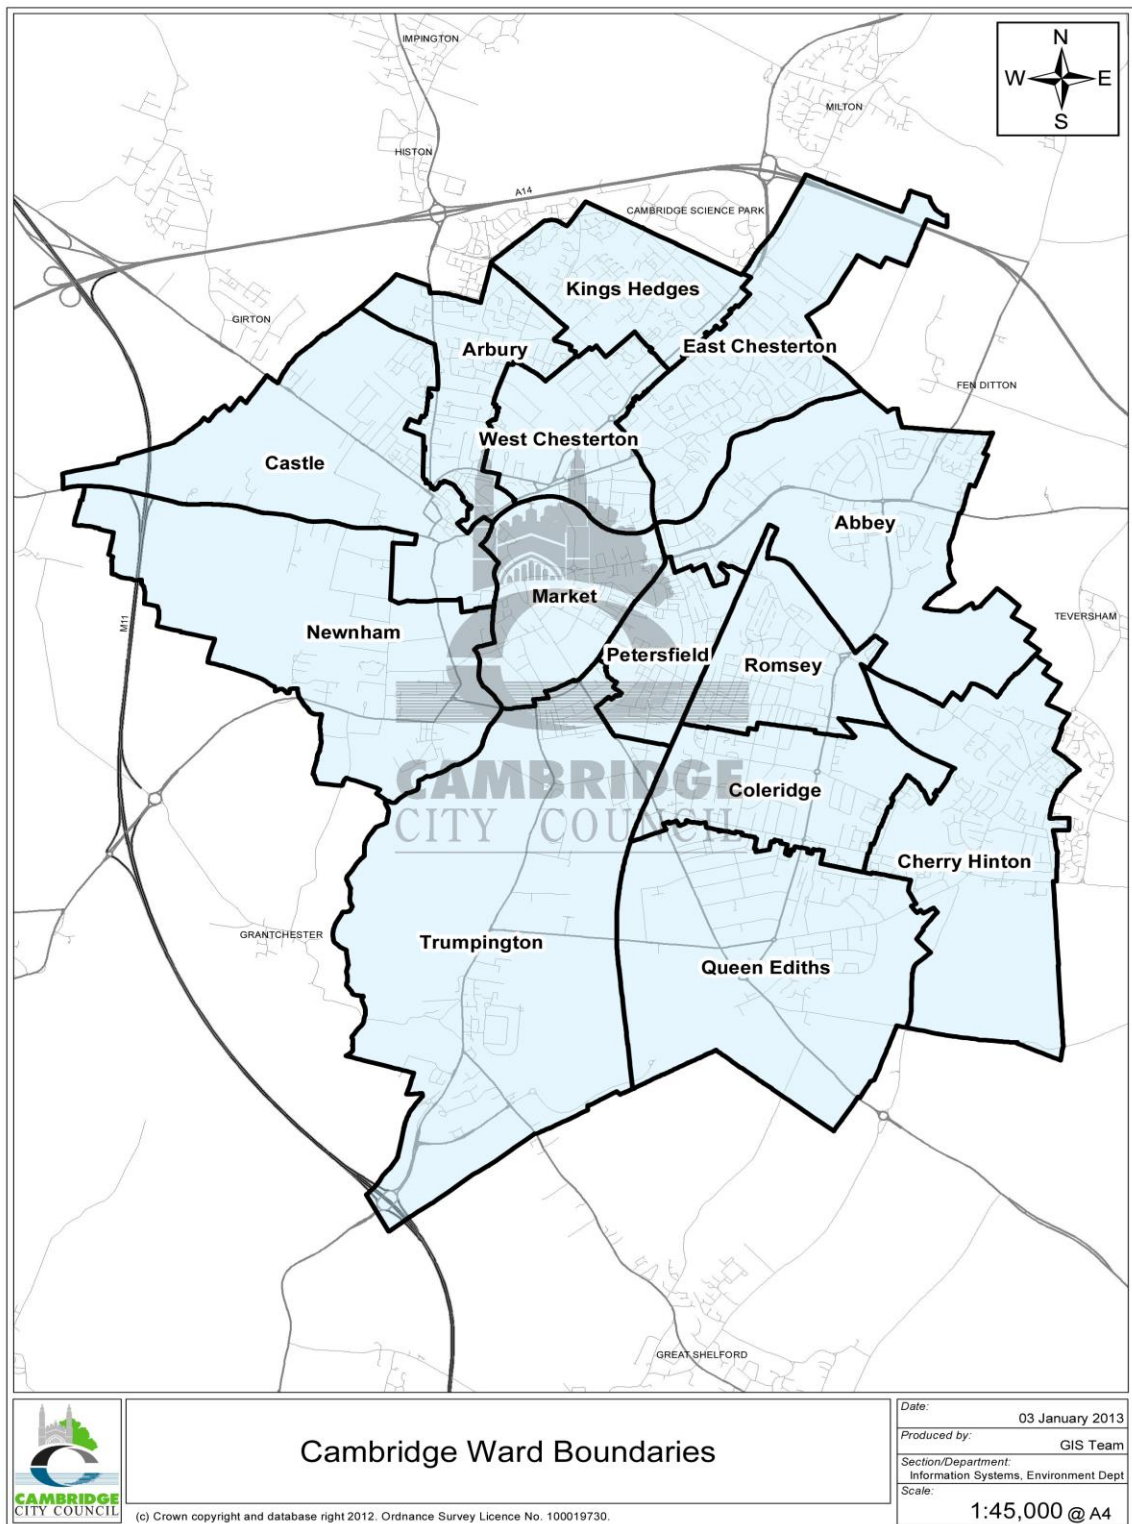 IMPINGTON
N
W E
S
MILTON
HISTON
A14
CAMBRIDGE SCIENCE PARK
Kings Hedges
GIRTON
East Chesterton
Arbury
FEN DITTON
West Chesterton
Castle
Abbey
Market
TEVERSHAM
M11
Newnham
Petersfield
Romsey
CAMBRIDGE
CITY COUNCIL
Coleridge
Cherry Hinton
GRANTCHESTER
Trumpington
Queen Ediths
GREAT SHELFORD
CAMBRIDGE
CITY COUNCIL
Cambridge Ward Boundaries
(c) Crown copyright and database right 2012. Ordnance Survey Licence No. 100019730.
Date:
03 January 2013
Produced by:
GIS Team
Section/Department:
Information Systems, Environment Dept
Scale:
1:45,000 @ A4